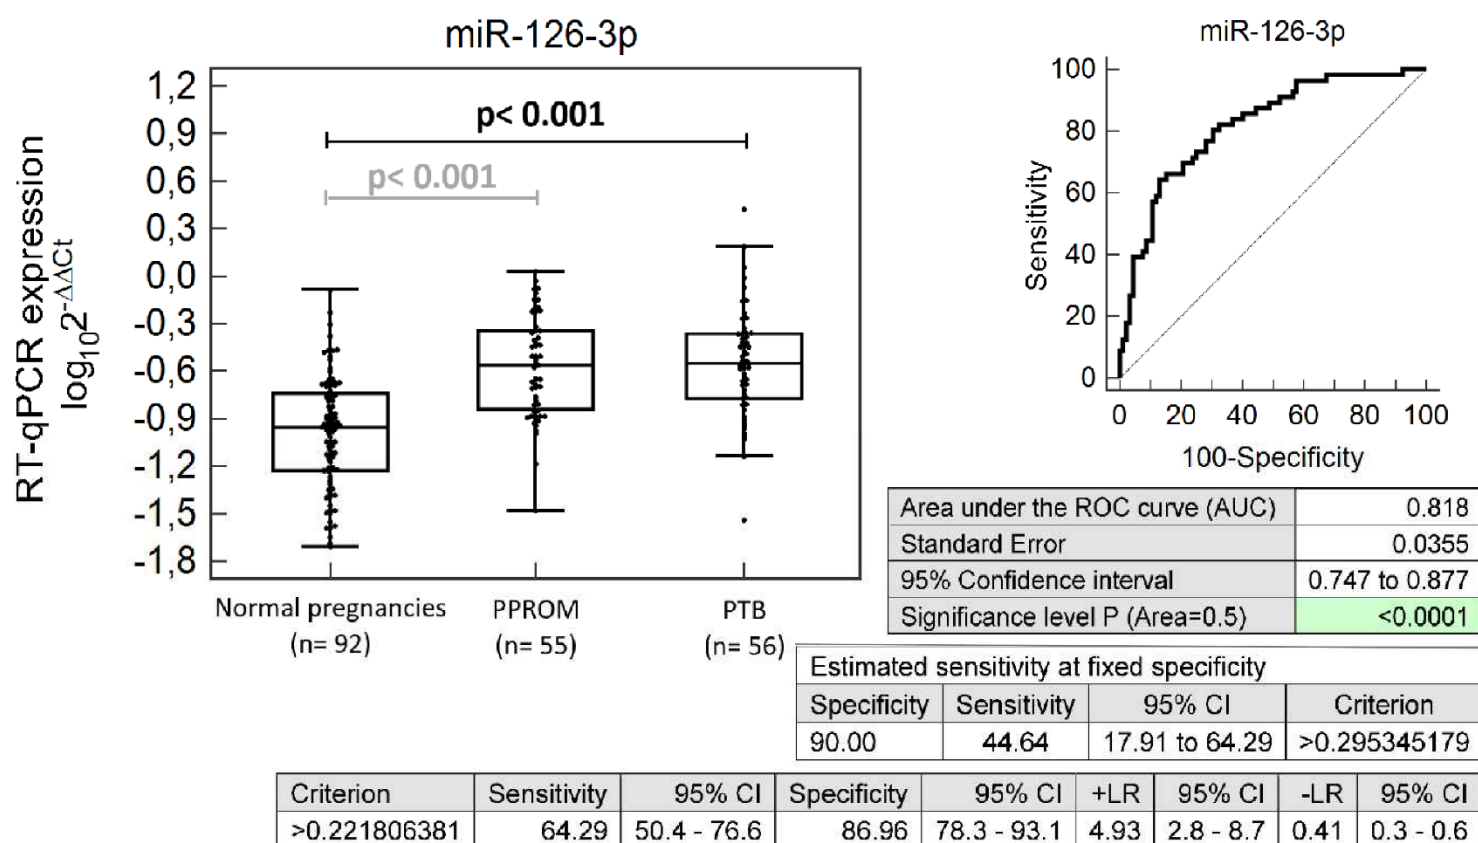 miR-126-3p
RT-qPCR expression
log₁₀2^-ΔΔCt
1,2
0,9
0,6
0,3
0,0
-0,3
-0,6
-0,9
-1,2
-1,5
-1,8
p< 0.001
p< 0.001
Normal pregnancies PPROM PTB
(n= 92) (n= 55) (n= 56)
miR-126-3p
Sensitivity
100
80
60
40
20
0
0 20 40 60 80 100
100-Specificity
Area under the ROC curve (AUC) 0.818
Standard Error 0.0355
95% Confidence interval 0.747 to 0.877
Significance level P (Area=0.5) <0.0001
Estimated sensitivity at fixed specificity
Specificity Sensitivity 95% CI Criterion
90.00 44.64 17.91 to 64.29 >0.295345179
Criterion Sensitivity 95% CI Specificity 95% CI +LR 95% CI -LR 95% CI
>0.221806381 64.29 50.4 - 76.6 86.96 78.3 - 93.1 4.93 2.8 - 8.7 0.41 0.3 - 0.6